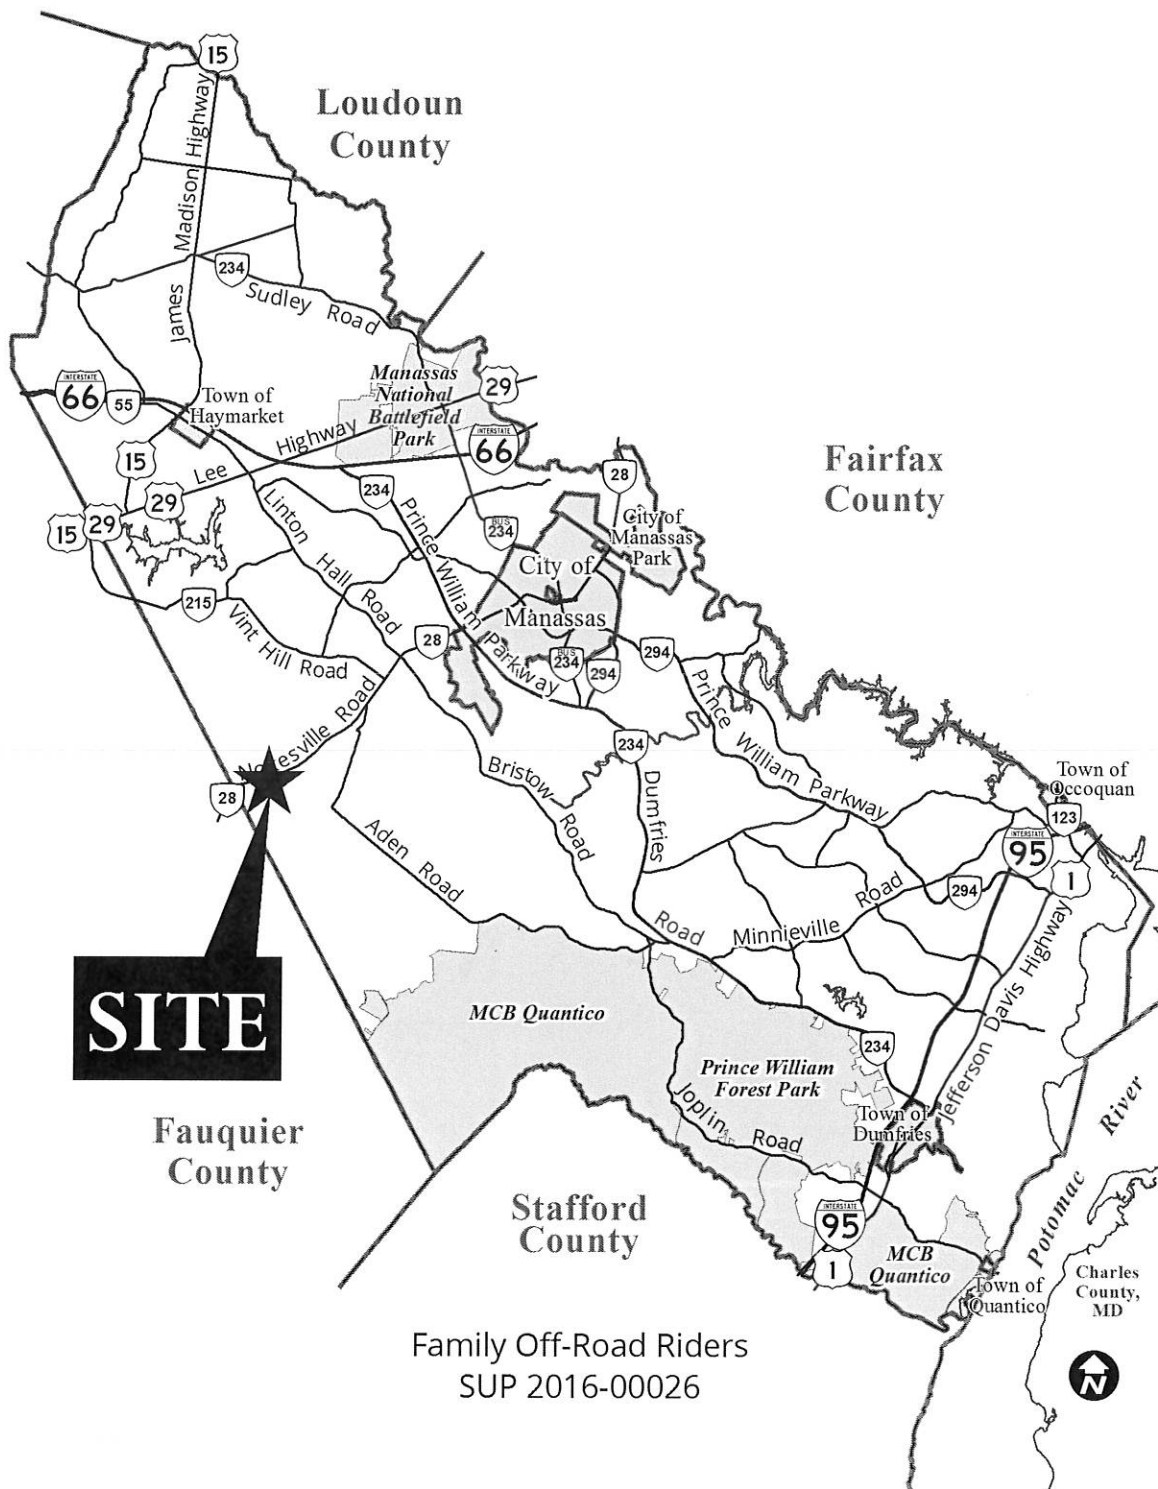 15
Loudoun
County
James Madison Highway
234
Sudley Road
INTERSTATE
66
55
Town of
Haymarket
Manassas
National
Battlefield
Park
29
INTERSTATE
66
15
Lee Highway
29
15
29
234
28
Fairfax
County
City of
Manassas
Park
BUS
234
City of
Manassas
Linton Hall Road
Prince William Parkway
215
Vint Hill Road
28
BUS
234
294
294
Prince William Parkway
28
234
Bristow Road
Dumfries Road
Aden Road
Town of
Occoquan
123
INTERSTATE
95
1
294
Minnieville Road
Jefferson Davis Highway
SITE
MCB Quantico
Prince William
Forest Park
234
Joplin Road
Town of
Dumfries
Fauquier
County
Stafford
County
INTERSTATE
95
1
MCB
Quantico
Town of
Quantico
Potomac River
Charles
County,
MD
N
Family Off-Road Riders
SUP 2016-00026